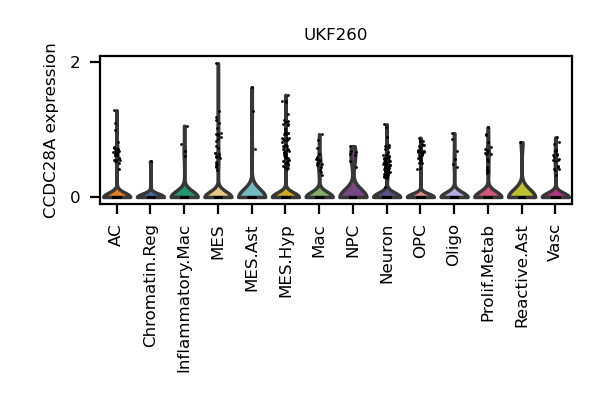 UKF260
CCDC28A expression
2
0
AC
Chromatin.Reg
Inflammatory.Mac
MES
MES.Ast
MES.Hyp
Mac
NPC
Neuron
OPC
Oligo
Prolif.Metab
Reactive.Ast
Vasc